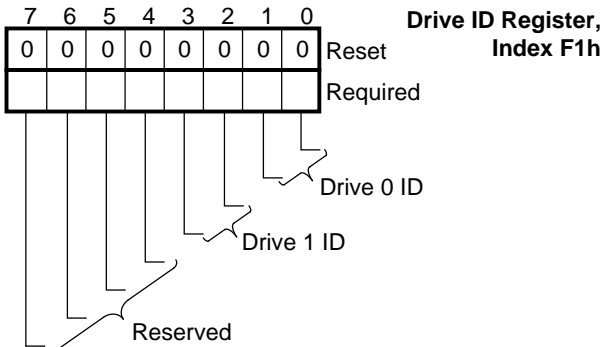 7 6 5 4 3 2 1 0
Drive ID Register,
Index F1h
0 0 0 0 0 0 0 0 Reset
Required
Drive 0 ID
Drive 1 ID
Reserved